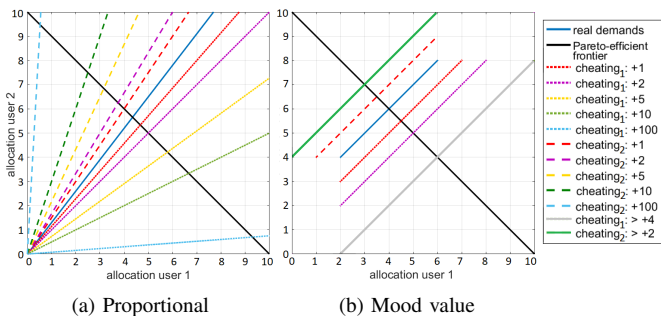 10
9
8
7
6
5
4
3
2
1
0
0 1 2 3 4 5 6 7 8 9 10
allocation user 2
allocation user 1
(a) Proportional
10
9
8
7
6
5
4
3
2
1
0
0 1 2 3 4 5 6 7 8 9 10
allocation user 1
(b) Mood value
real demands
Pareto-efficient
frontier
cheating₁: +1
cheating₁: +2
cheating₁: +5
cheating₁: +10
cheating₁: +100
cheating₂: +1
cheating₂: +2
cheating₂: +5
cheating₂: +10
cheating₂: +100
cheating₁: > +4
cheating₂: > +2